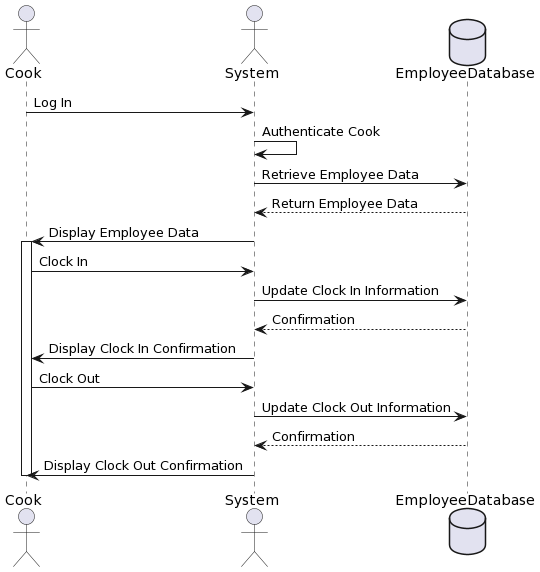 Cook
System
EmployeeDatabase
Log In
Authenticate Cook
Retrieve Employee Data
Return Employee Data
Display Employee Data
Clock In
Update Clock In Information
Confirmation
Display Clock In Confirmation
Clock Out
Update Clock Out Information
Confirmation
Display Clock Out Confirmation
Cook
System
EmployeeDatabase